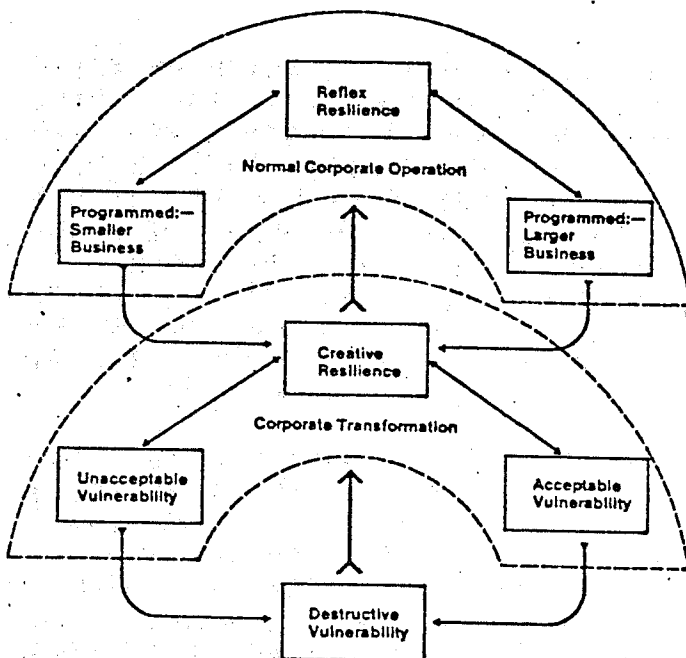 Reflex
Resilience
Normal Corporate Operation
Programmed:—
Smaller
Business
Programmed:—
Larger
Business
Creative
Resilience
Corporate Transformation
Unacceptable
Vulnerability
Acceptable
Vulnerability
Destructive
Vulnerability